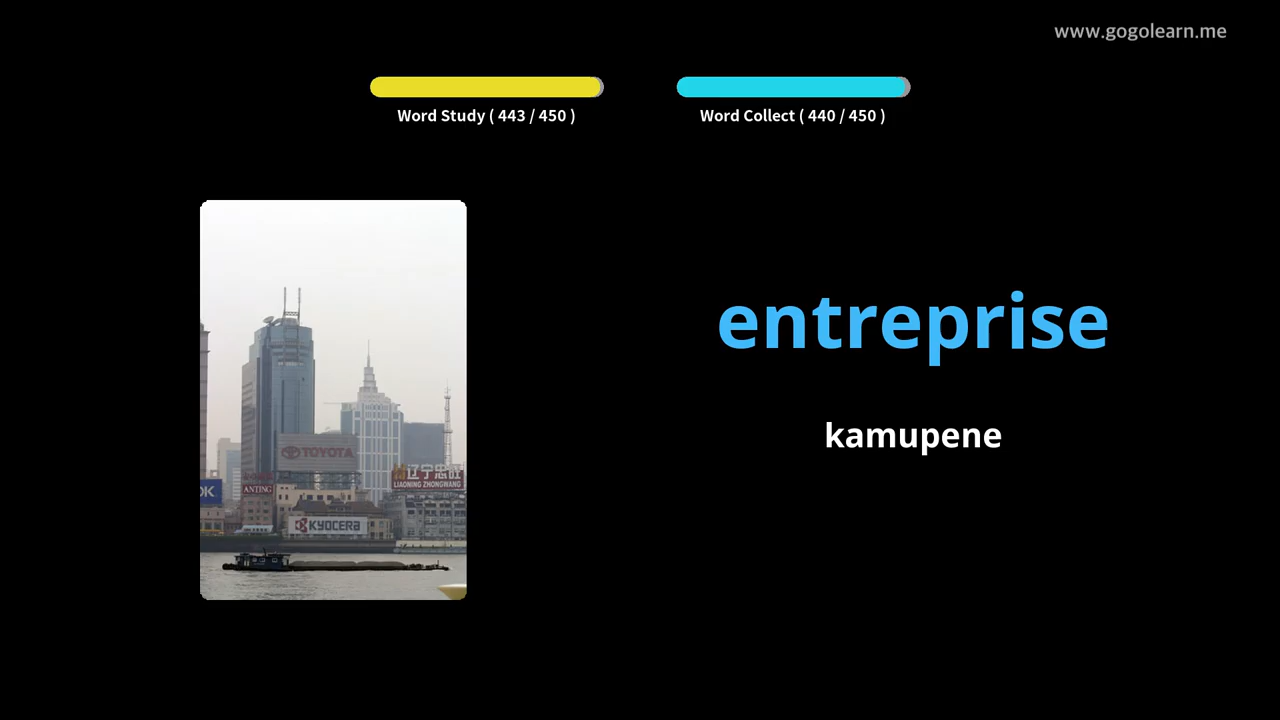 www.gogolearn.me
Word Study ( 443 / 450 )
Word Collect ( 440 / 450 )
entreprise
kamupene
TOYOTA
辽宁忠旺
LIAONING ZHONGWANG
ANTING
OK
KYOCERA